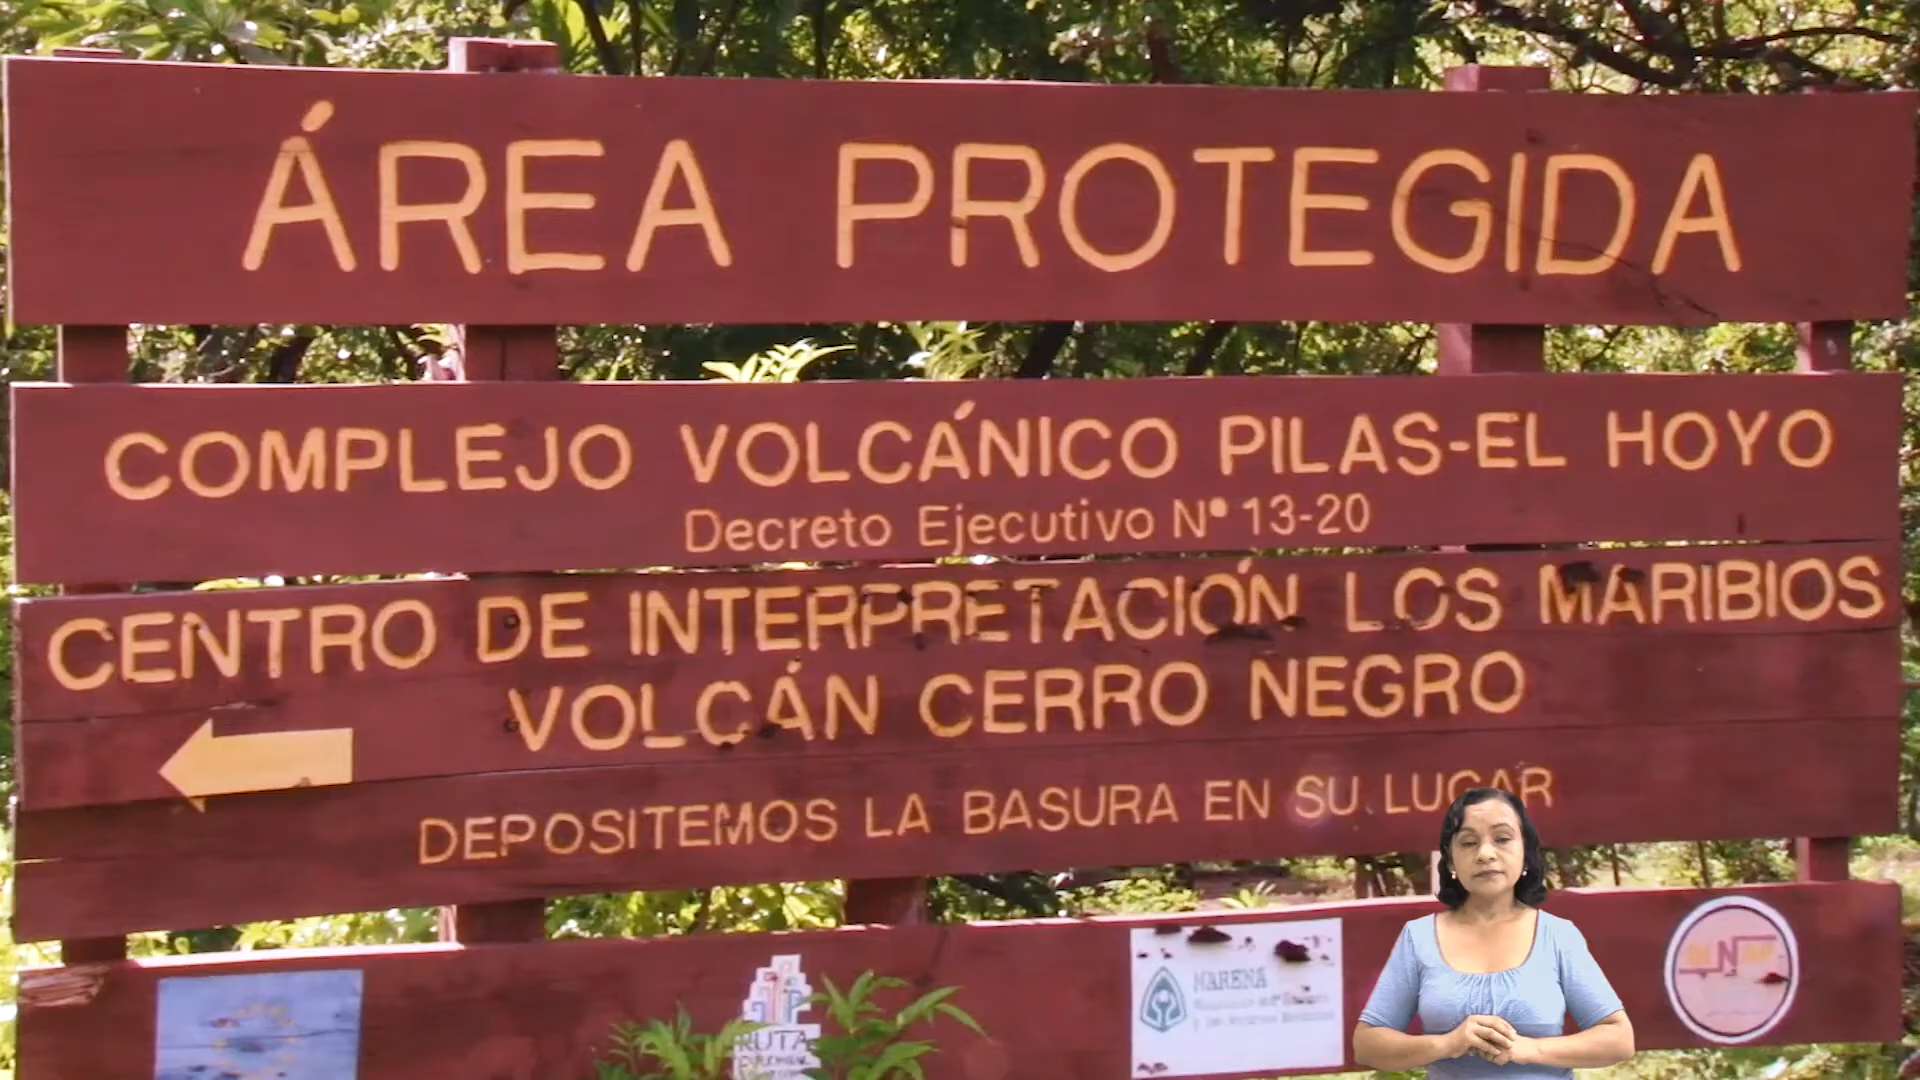 ÁREA PROTEGIDA
COMPLEJO VOLCÁNICO PILAS-EL HOYO
Decreto Ejecutivo Nº 13-20
CENTRO DE INTERPRETACIÓN LOS MARIBIOS
VOLCÁN CERRO NEGRO
DEPOSITEMOS LA BASURA EN SU LUGAR
RUTA
MARENA